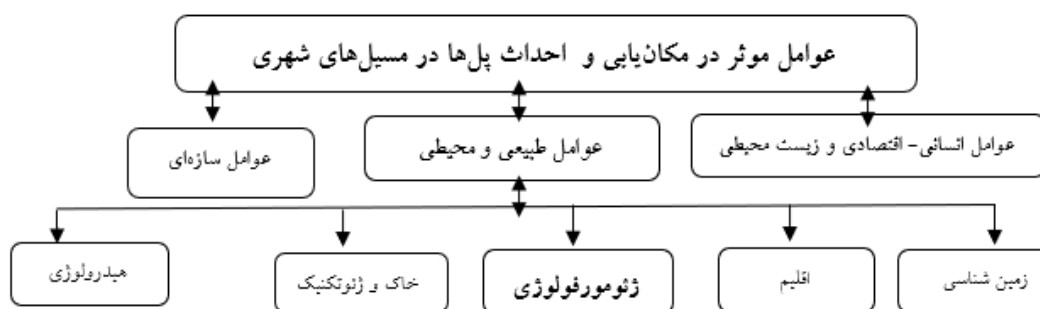 عوامل موثر در مکان‌یابی و احداث پل‌ها در مسیل‌های شهری
عوامل انسانی- اقتصادی و زیست محیطی
عوامل طبیعی و محیطی
عوامل سازه‌ای
زمین شناسی
اقلیم
ژئومورفولوژی
خاک و ژئوتکنیک
هیدرولوژی